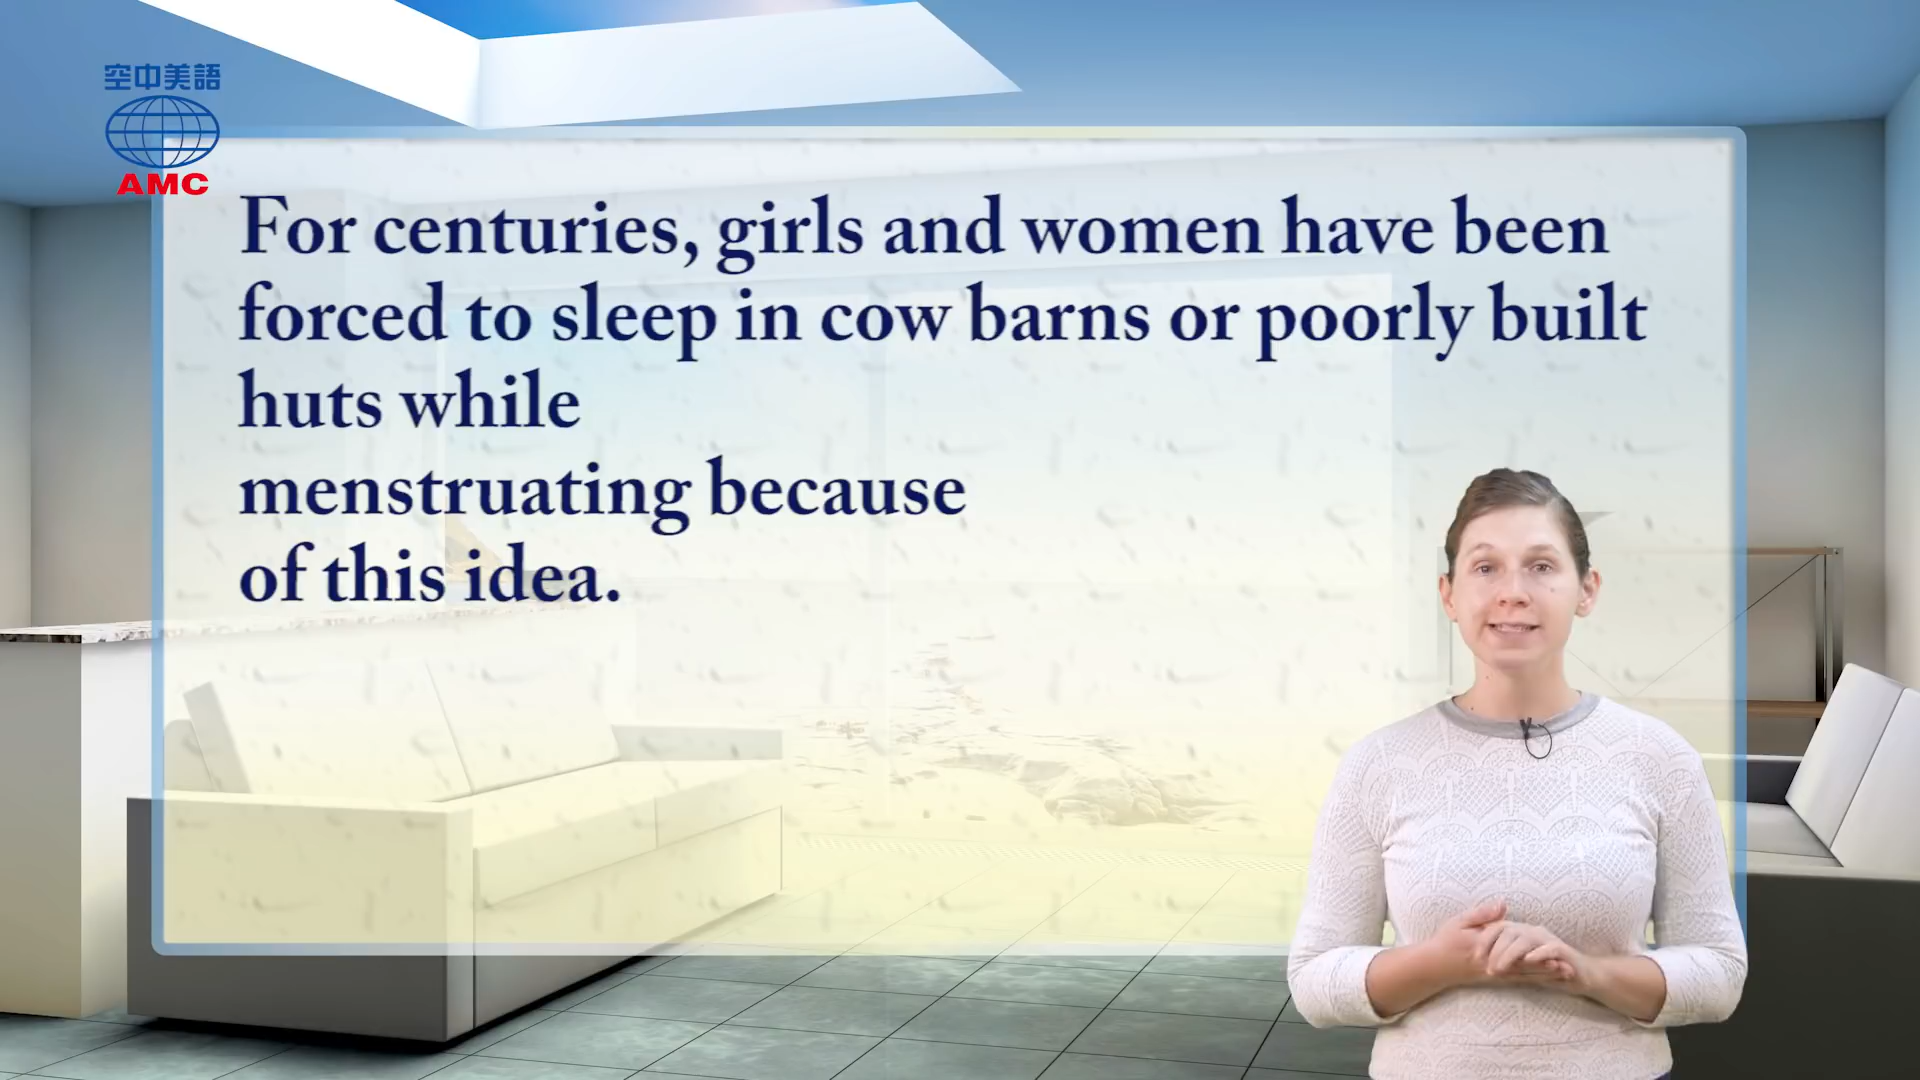 空中美語
AMC
For centuries, girls and women have been
forced to sleep in cow barns or poorly built
huts while
menstruating because
of this idea.